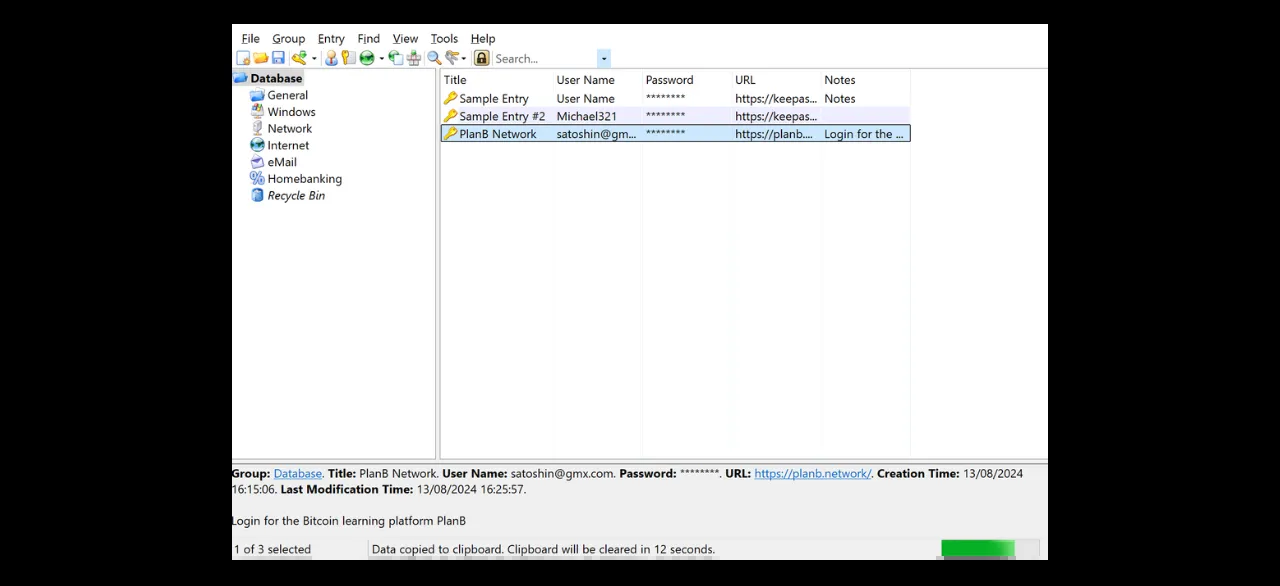 File Group Entry Find View Tools Help
Search...
Database
General
Windows
Network
Internet
eMail
Homebanking
Recycle Bin
Title User Name Password URL Notes
Sample Entry User Name ******** https://keepas... Notes
Sample Entry #2 Michael321 ******** https://keepas...
PlanB Network satoshin@gm... ******** https://planb.... Login for the ...
Group: Database. Title: PlanB Network. User Name: satoshin@gmx.com. Password: ********. URL: https://planb.network/. Creation Time: 13/08/2024
16:15:06. Last Modification Time: 13/08/2024 16:25:57.
Login for the Bitcoin learning platform PlanB
1 of 3 selected Data copied to clipboard. Clipboard will be cleared in 12 seconds.